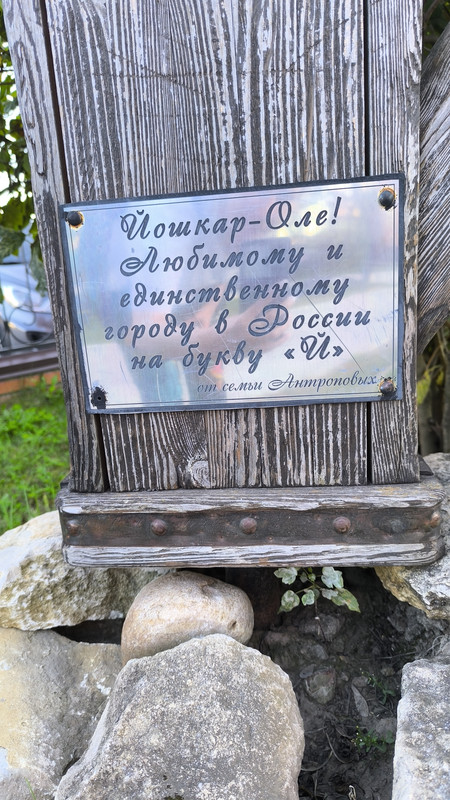 Йошкар-Оле!
Любимому и
единственному
городу в России
на букву «Й»
от семьи Антроповых